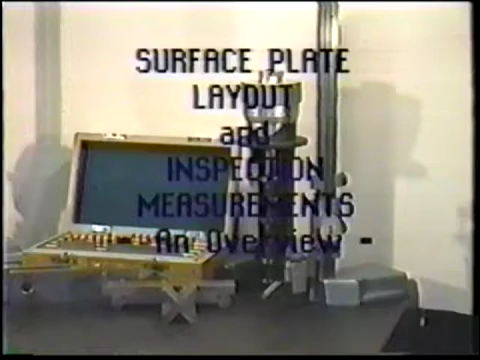 SURFACE PLATE
LAYOUT
and
INSPECTION
MEASUREMENTS
- An Overview -